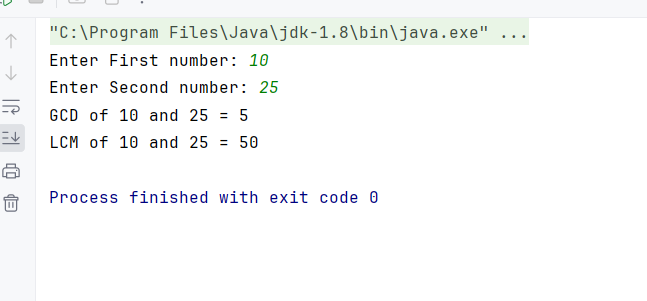 "C:\Program Files\Java\jdk-1.8\bin\java.exe" ...
Enter First number: 10
Enter Second number: 25
GCD of 10 and 25 = 5
LCM of 10 and 25 = 50
Process finished with exit code 0